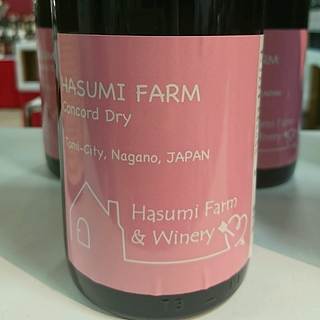 HASUMI FARM
Concord Dry
Tomi-City, Nagano, JAPAN
Hasumi Farm
& Winery